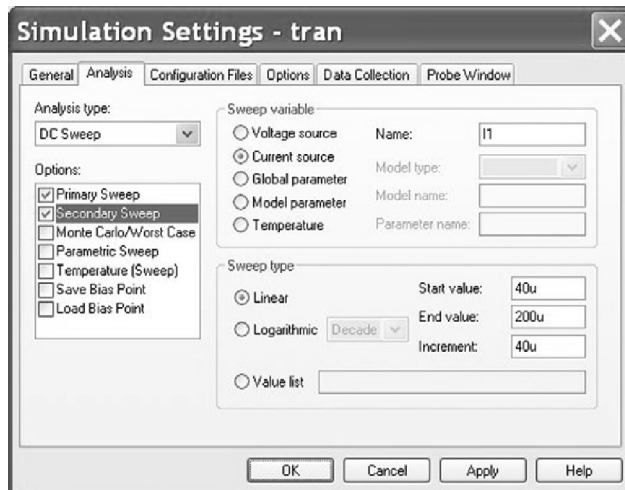 Simulation Settings - tran
General Analysis Configuration Files Options Data Collection Probe Window
Analysis type:
DC Sweep
Options:
Primary Sweep
Secondary Sweep
Monte Carlo/Worst Case
Parametric Sweep
Temperature (Sweep)
Save Bias Point
Load Bias Point
Sweep variable
Voltage source
Current source
Global parameter
Model parameter
Temperature
Name: I1
Model type:
Model name:
Parameter name:
Sweep type
Linear
Logarithmic Decade
Value list
Start value: 40u
End value: 200u
Increment: 40u
OK Cancel Apply Help